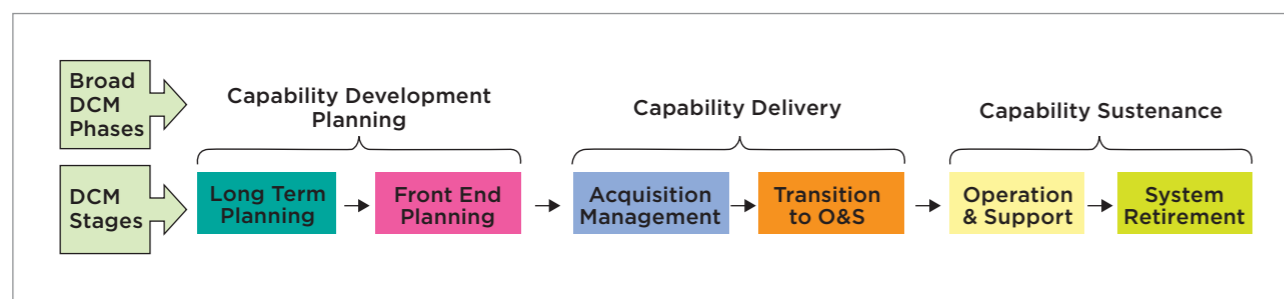 Broad
DCM
Phases
Capability Development
Planning
Capability Delivery
Capability Sustenance
DCM
Stages
Long Term
Planning
Front End
Planning
Acquisition
Management
Transition
to O&S
Operation
& Support
System
Retirement